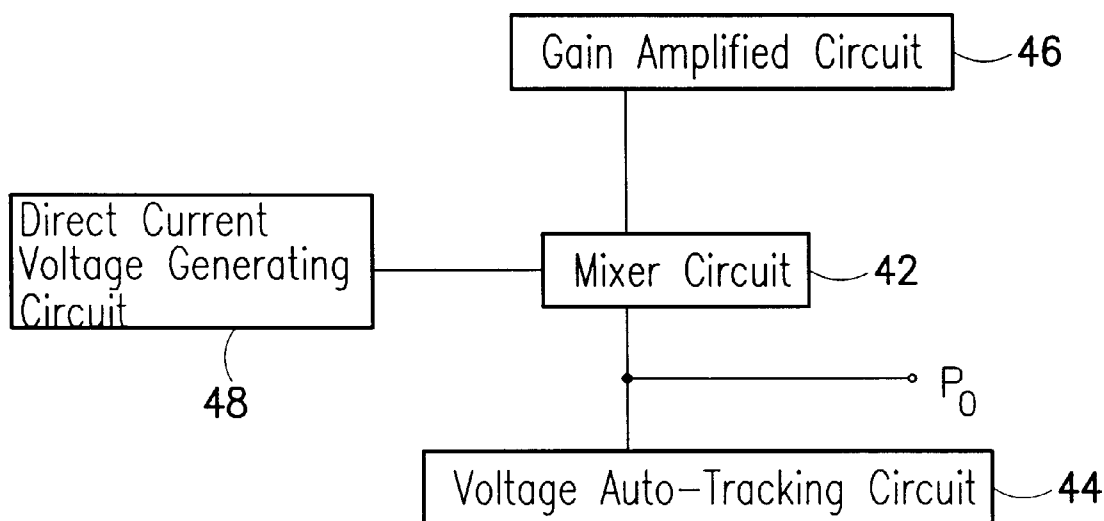 Gain Amplified Circuit
46
Direct Current
Voltage Generating
Circuit
Mixer Circuit
42
48
P0
Voltage Auto-Tracking Circuit
44